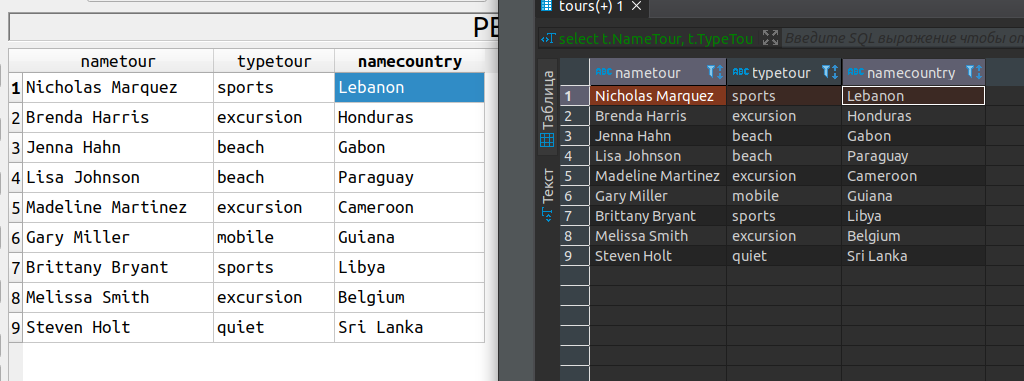 РЕ
nametour typetour namecountry
1 Nicholas Marquez sports Lebanon
2 Brenda Harris excursion Honduras
3 Jenna Hahn beach Gabon
4 Lisa Johnson beach Paraguay
5 Madeline Martinez excursion Cameroon
6 Gary Miller mobile Guiana
7 Brittany Bryant sports Libya
8 Melissa Smith excursion Belgium
9 Steven Holt quiet Sri Lanka
tours(+) 1
select t.NameTour, t.TypeTou
Введите SQL выражение чтобы от
Таблица
Текст
ABC nametour ABC typetour ABC namecountry
1 Nicholas Marquez sports Lebanon
2 Brenda Harris excursion Honduras
3 Jenna Hahn beach Gabon
4 Lisa Johnson beach Paraguay
5 Madeline Martinez excursion Cameroon
6 Gary Miller mobile Guiana
7 Brittany Bryant sports Libya
8 Melissa Smith excursion Belgium
9 Steven Holt quiet Sri Lanka